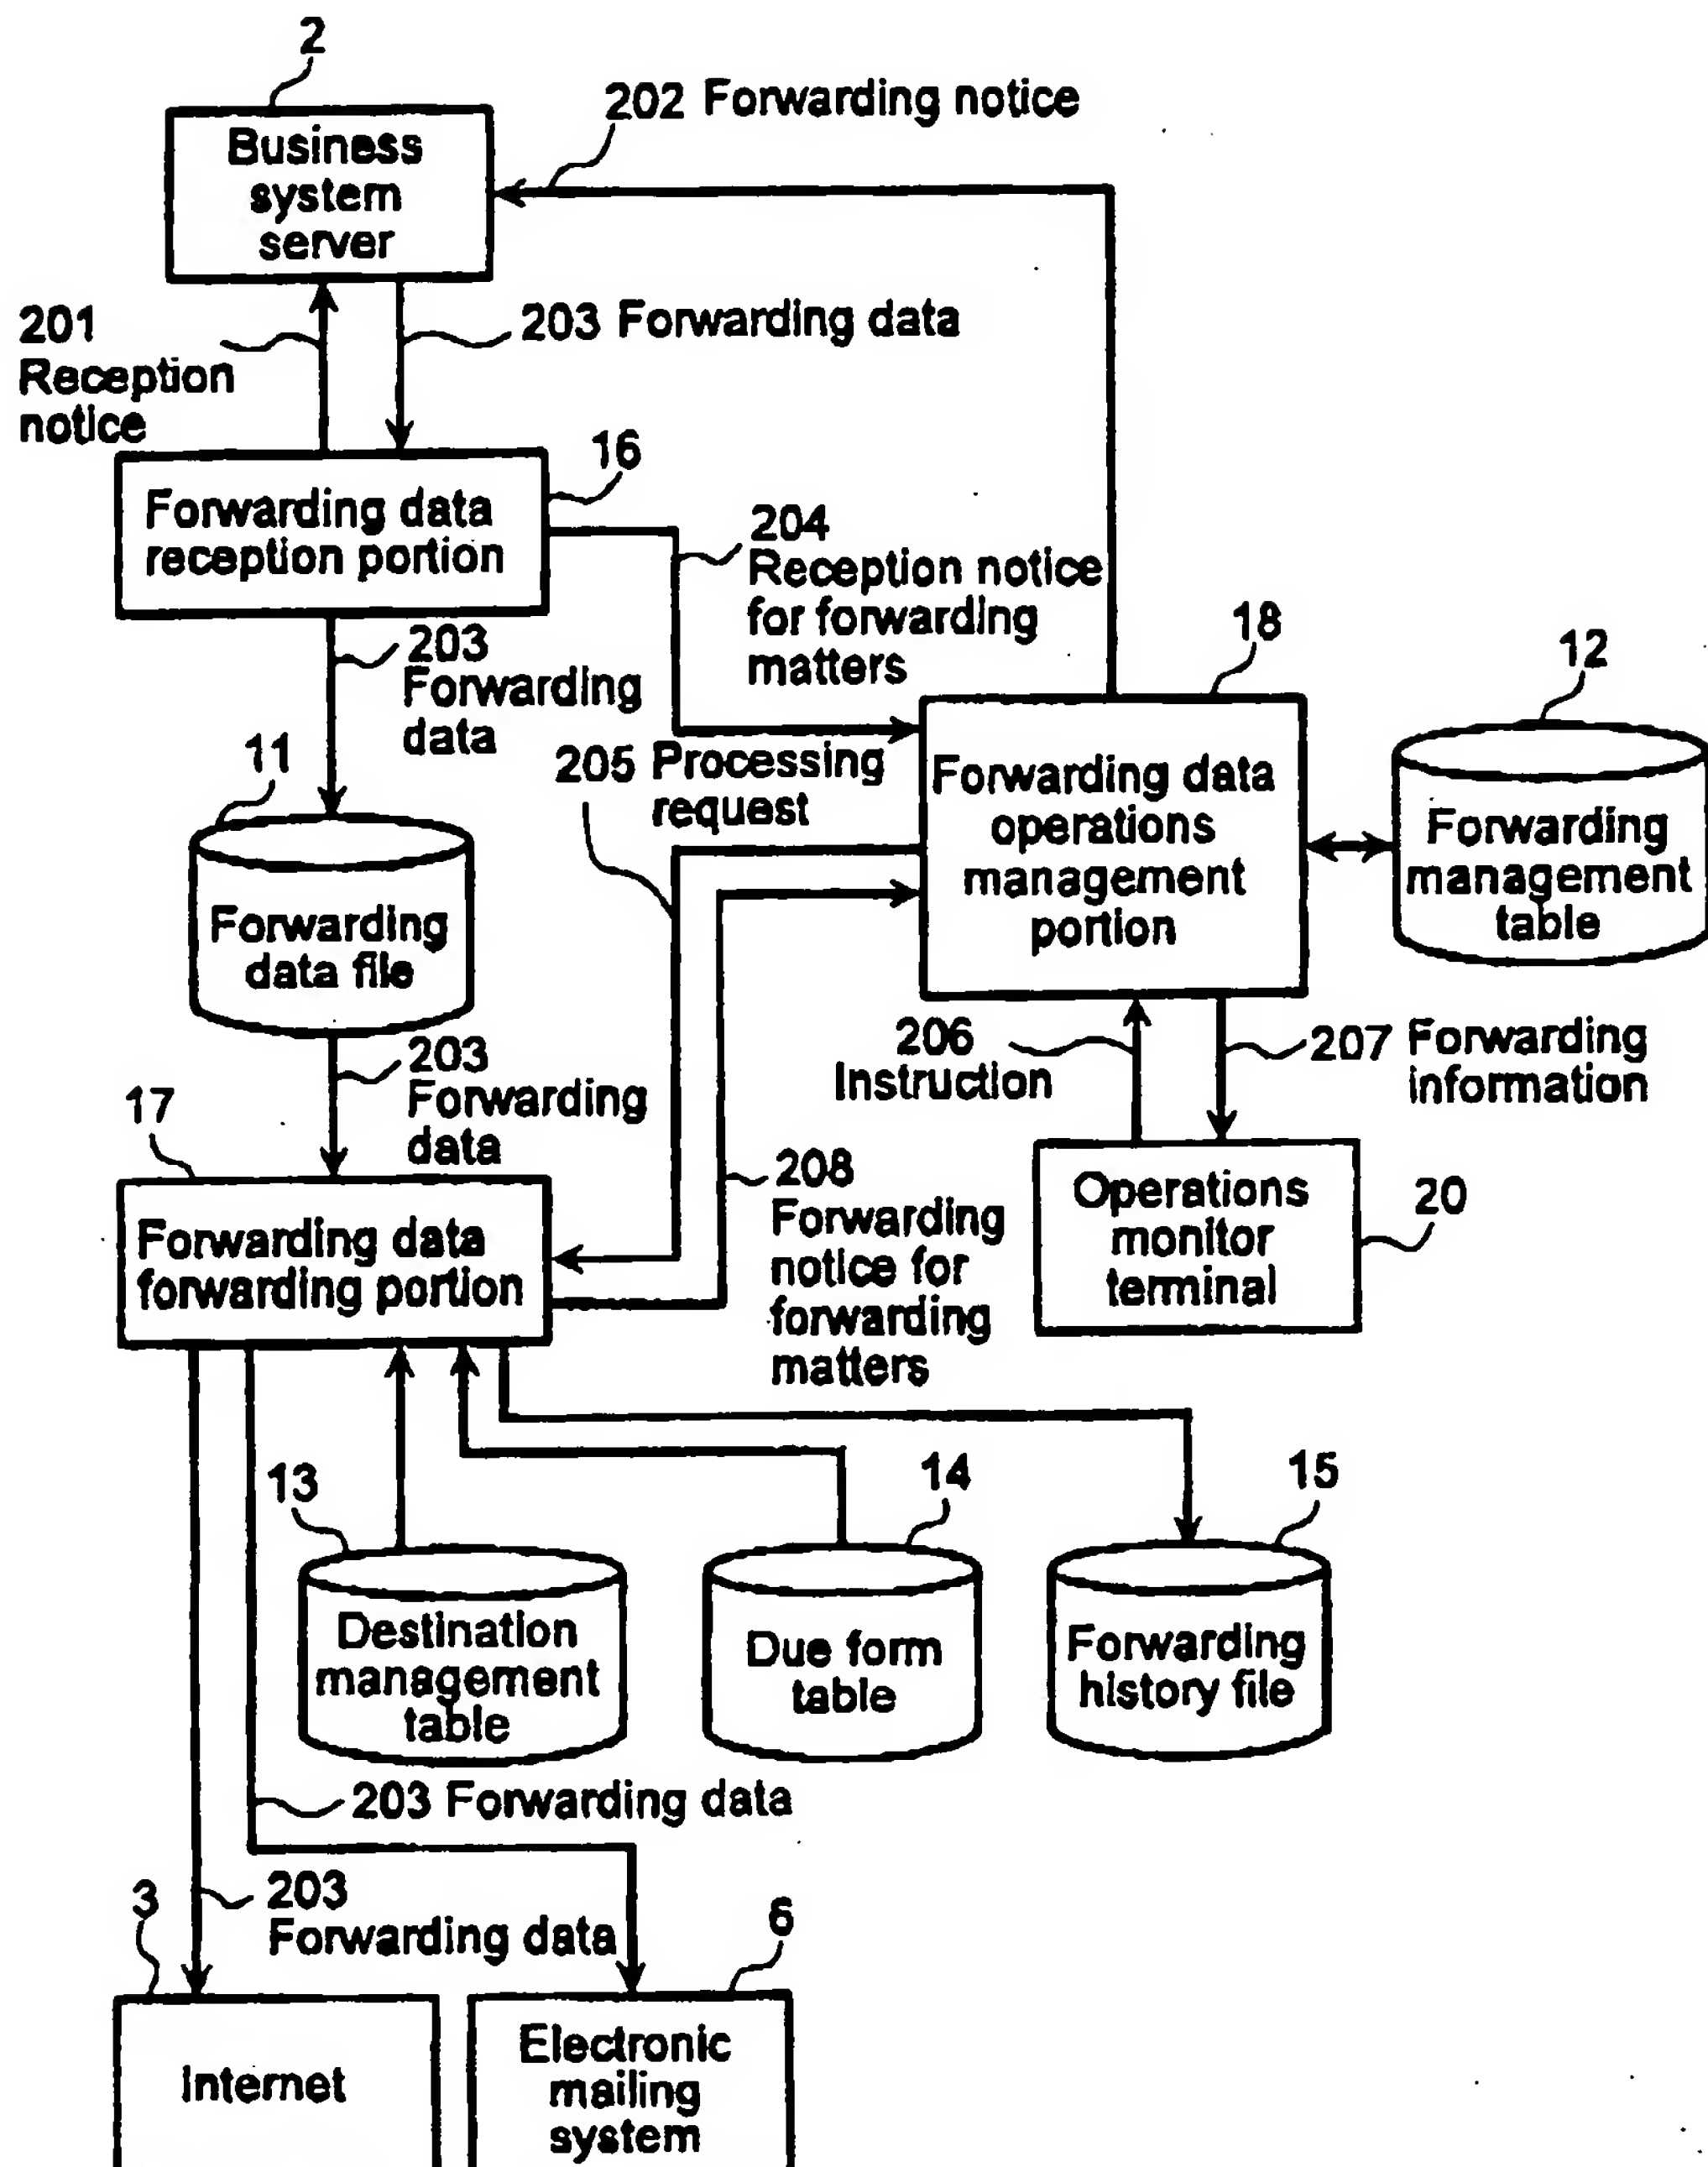 2
202 Forwarding notice
Business
system
server
201
Reception
notice
203 Forwarding data
16
Forwarding data
reception portion
204
Reception notice
for forwarding
matters
18
12
203
Forwarding
data
11
205 Processing
request
Forwarding data
operations
management
portion
Forwarding
management
table
Forwarding
data file
203
Forwarding
data
206
Instruction
207 Forwarding
information
17
Forwarding data
forwarding portion
208
Forwarding
notice for
forwarding
matters
Operations
monitor
terminal
20
13
14
15
Destination
management
table
Due form
table
Forwarding
history file
203 Forwarding data
3
203
Forwarding data
6
Internet
Electronic
mailing
system